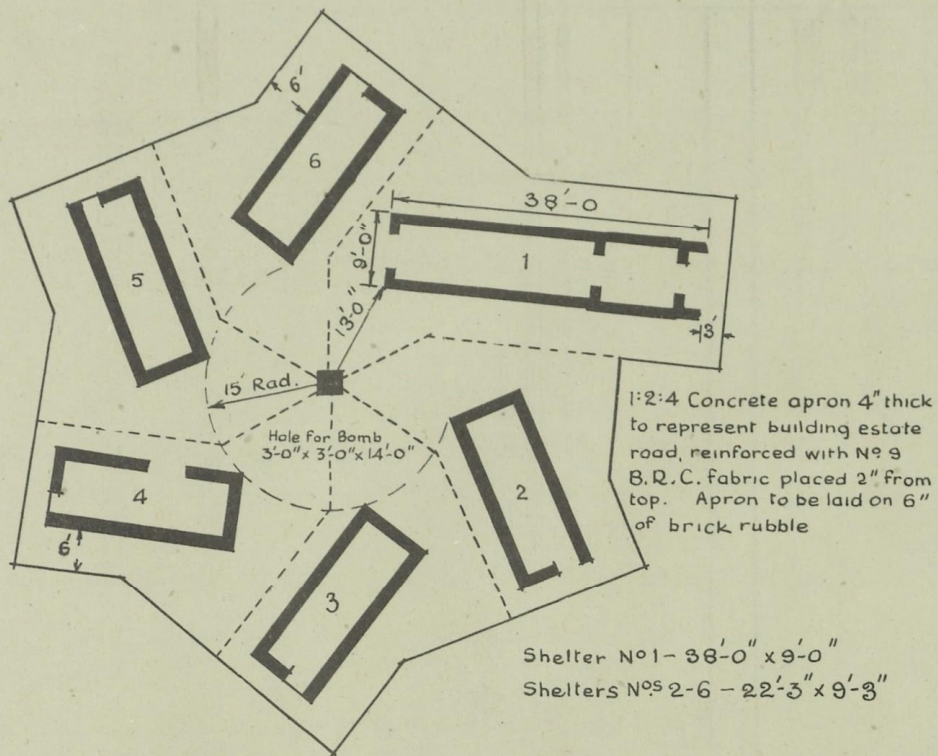 6'
6
38'-0
5
9'-0"
1
13'-0"
3'
15' Rad.
1:2:4 Concrete apron 4" thick
to represent building estate
road, reinforced with Nº 9
B.R.C. fabric placed 2" from
top. Apron to be laid on 6"
of brick rubble
Hole for Bomb
3'-0" x 3'-0" x 14'-0"
2
4
6'
3
Shelter Nº1 - 38'-0" x 9'-0"
Shelters Nºs 2-6 - 22'-3" x 9'-3"